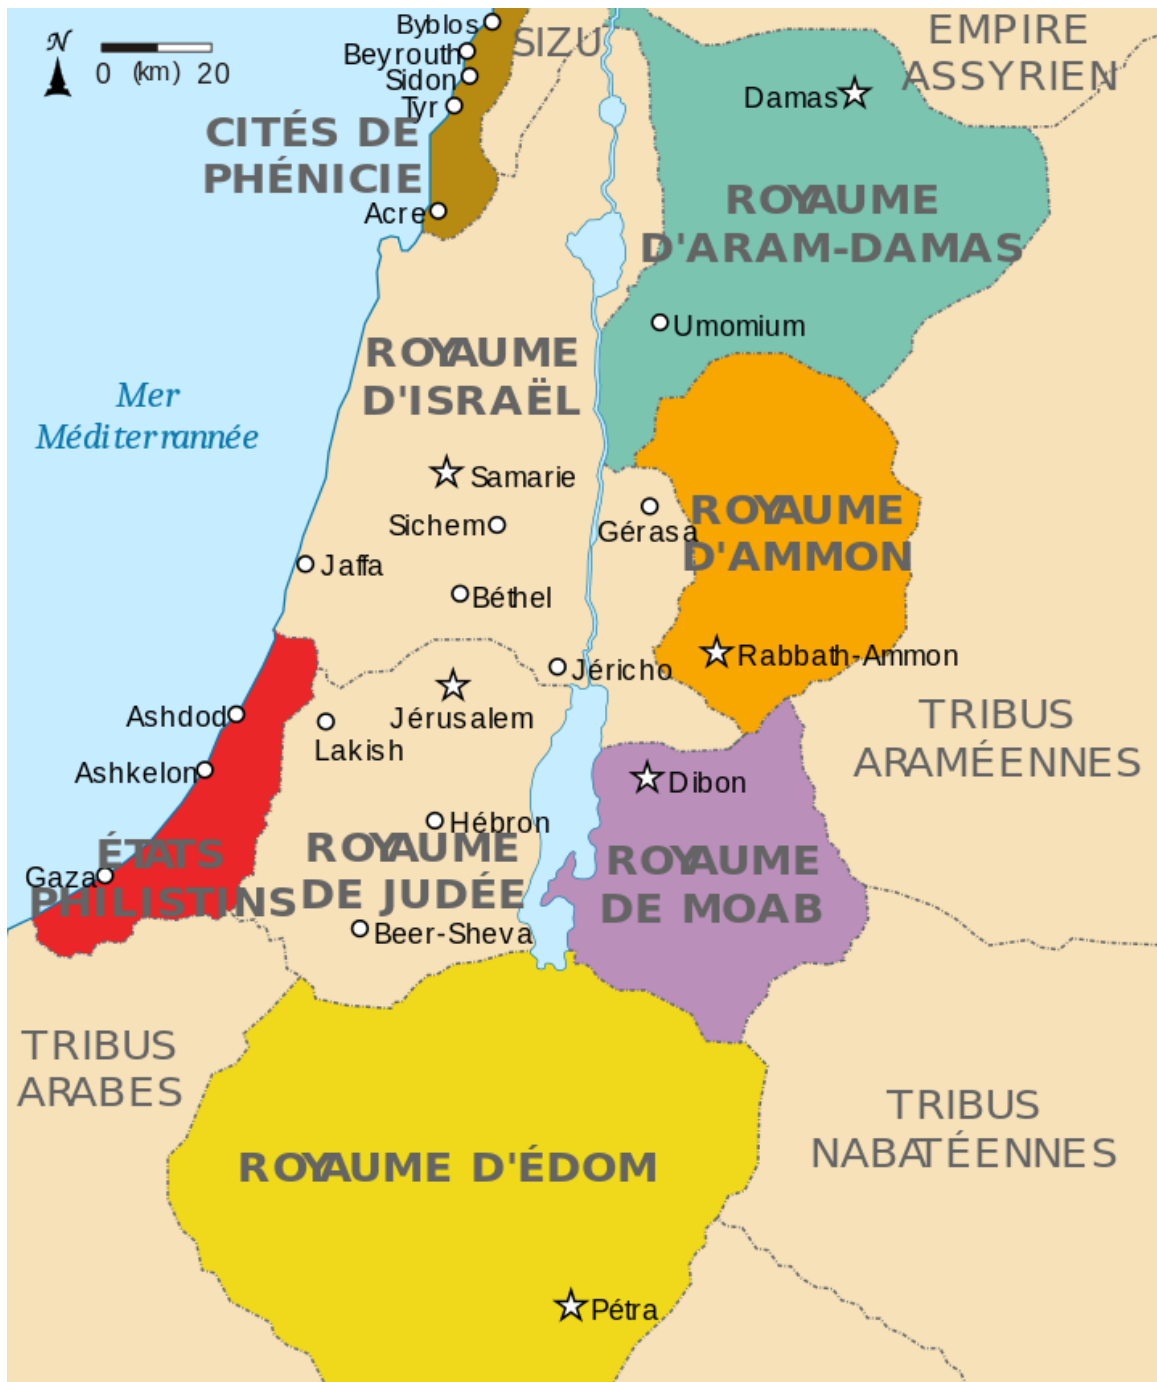 N
0 (km) 20
Byblos
Beyrouth
Sidon
Tyr
CITÉS DE
PHÉNICIE
Acre
SIZU
EMPIRE
ASSYRIEN
Damas
ROYAUME
D'ARAM-DAMAS
Umomium
Mer
Méditerrannée
ROYAUME
D'ISRAËL
Samarie
Sichem
Jaffa
Béthel
Gérasa
ROYAUME
D'AMMON
Rabbath-Ammon
Jéricho
Jérusalem
Lakish
Ashdod
Ashkelon
TRIBUS
ARAMÉENNES
Dibon
Hébron
ÉTATS
PHILISTINS
Gaza
ROYAUME
DE JUDÉE
Beer-Sheva
ROYAUME
DE MOAB
TRIBUS
ARABES
TRIBUS
NABATÉENNES
ROYAUME D'ÉDOM
Pétra